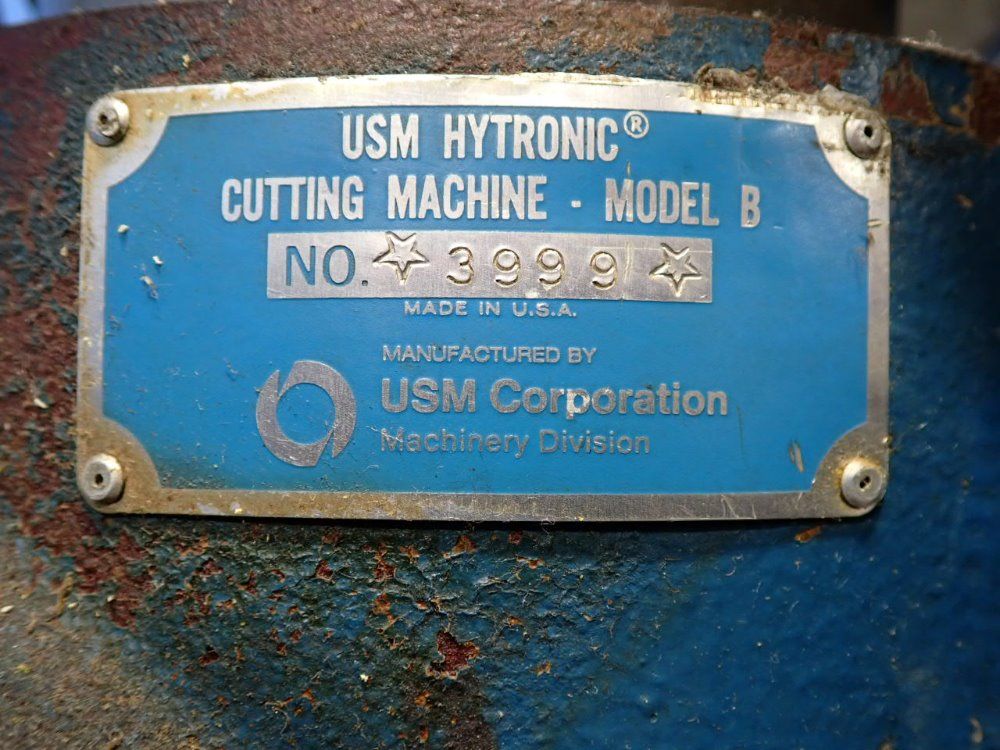 USM HYTRONIC®
CUTTING MACHINE - MODEL B
NO. ☆ 3999 ☆
MADE IN U.S.A.
MANUFACTURED BY
USM Corporation
Machinery Division